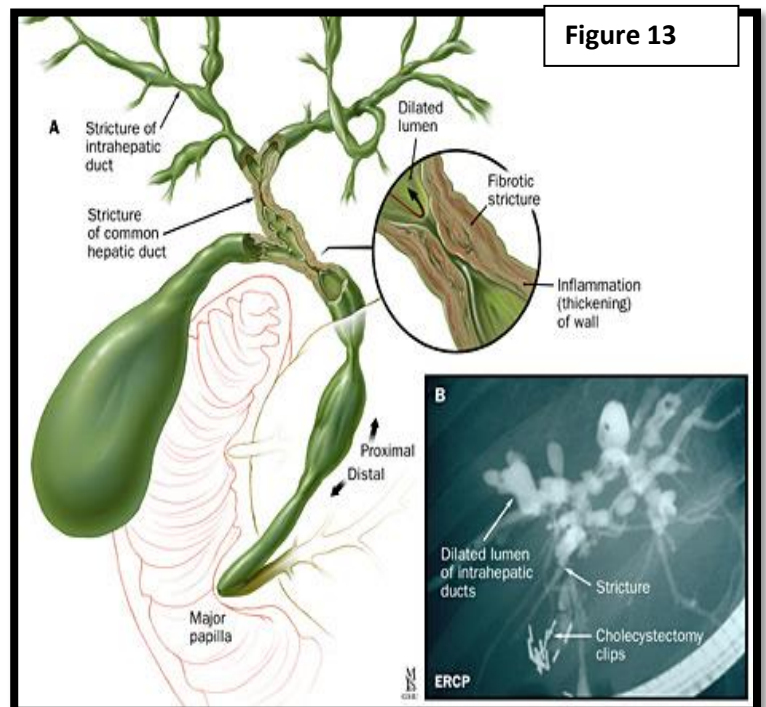 Figure 13
A
Stricture of
intrahepatic
duct
Dilated
lumen
Fibrotic
stricture
Stricture
of common
hepatic duct
Inflammation
(thickening)
of wall
Proximal
Distal
Major
papilla
B
Dilated lumen
of intrahepatic
ducts
Stricture
Cholecystectomy
clips
ERCP